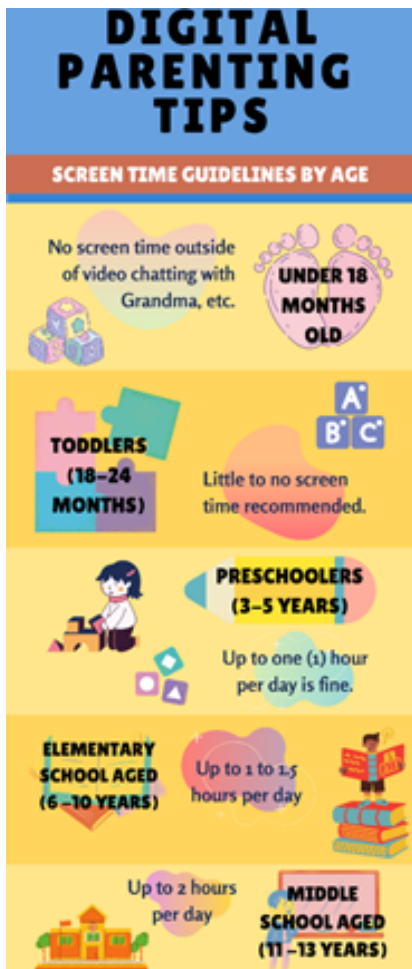 DIGITAL
PARENTING
TIPS
SCREEN TIME GUIDELINES BY AGE
No screen time outside
of video chatting with
Grandma, etc.
UNDER 18
MONTHS
OLD
TODDLERS
(18–24
MONTHS)
A
B C
Little to no screen
time recommended.
PRESCHOOLERS
(3–5 YEARS)
Up to one (1) hour
per day is fine.
ELEMENTARY
SCHOOL AGED
(6 –10 YEARS)
Up to 1 to 1.5
hours per day
Up to 2 hours
per day
MIDDLE
SCHOOL AGED
(11 –13 YEARS)